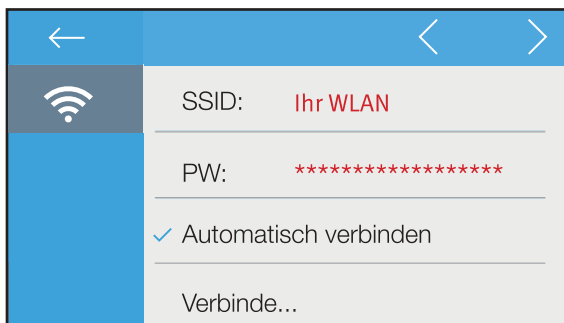 SSID: Ihr WLAN
PW: ******************
Automatisch verbinden
Verbinde...